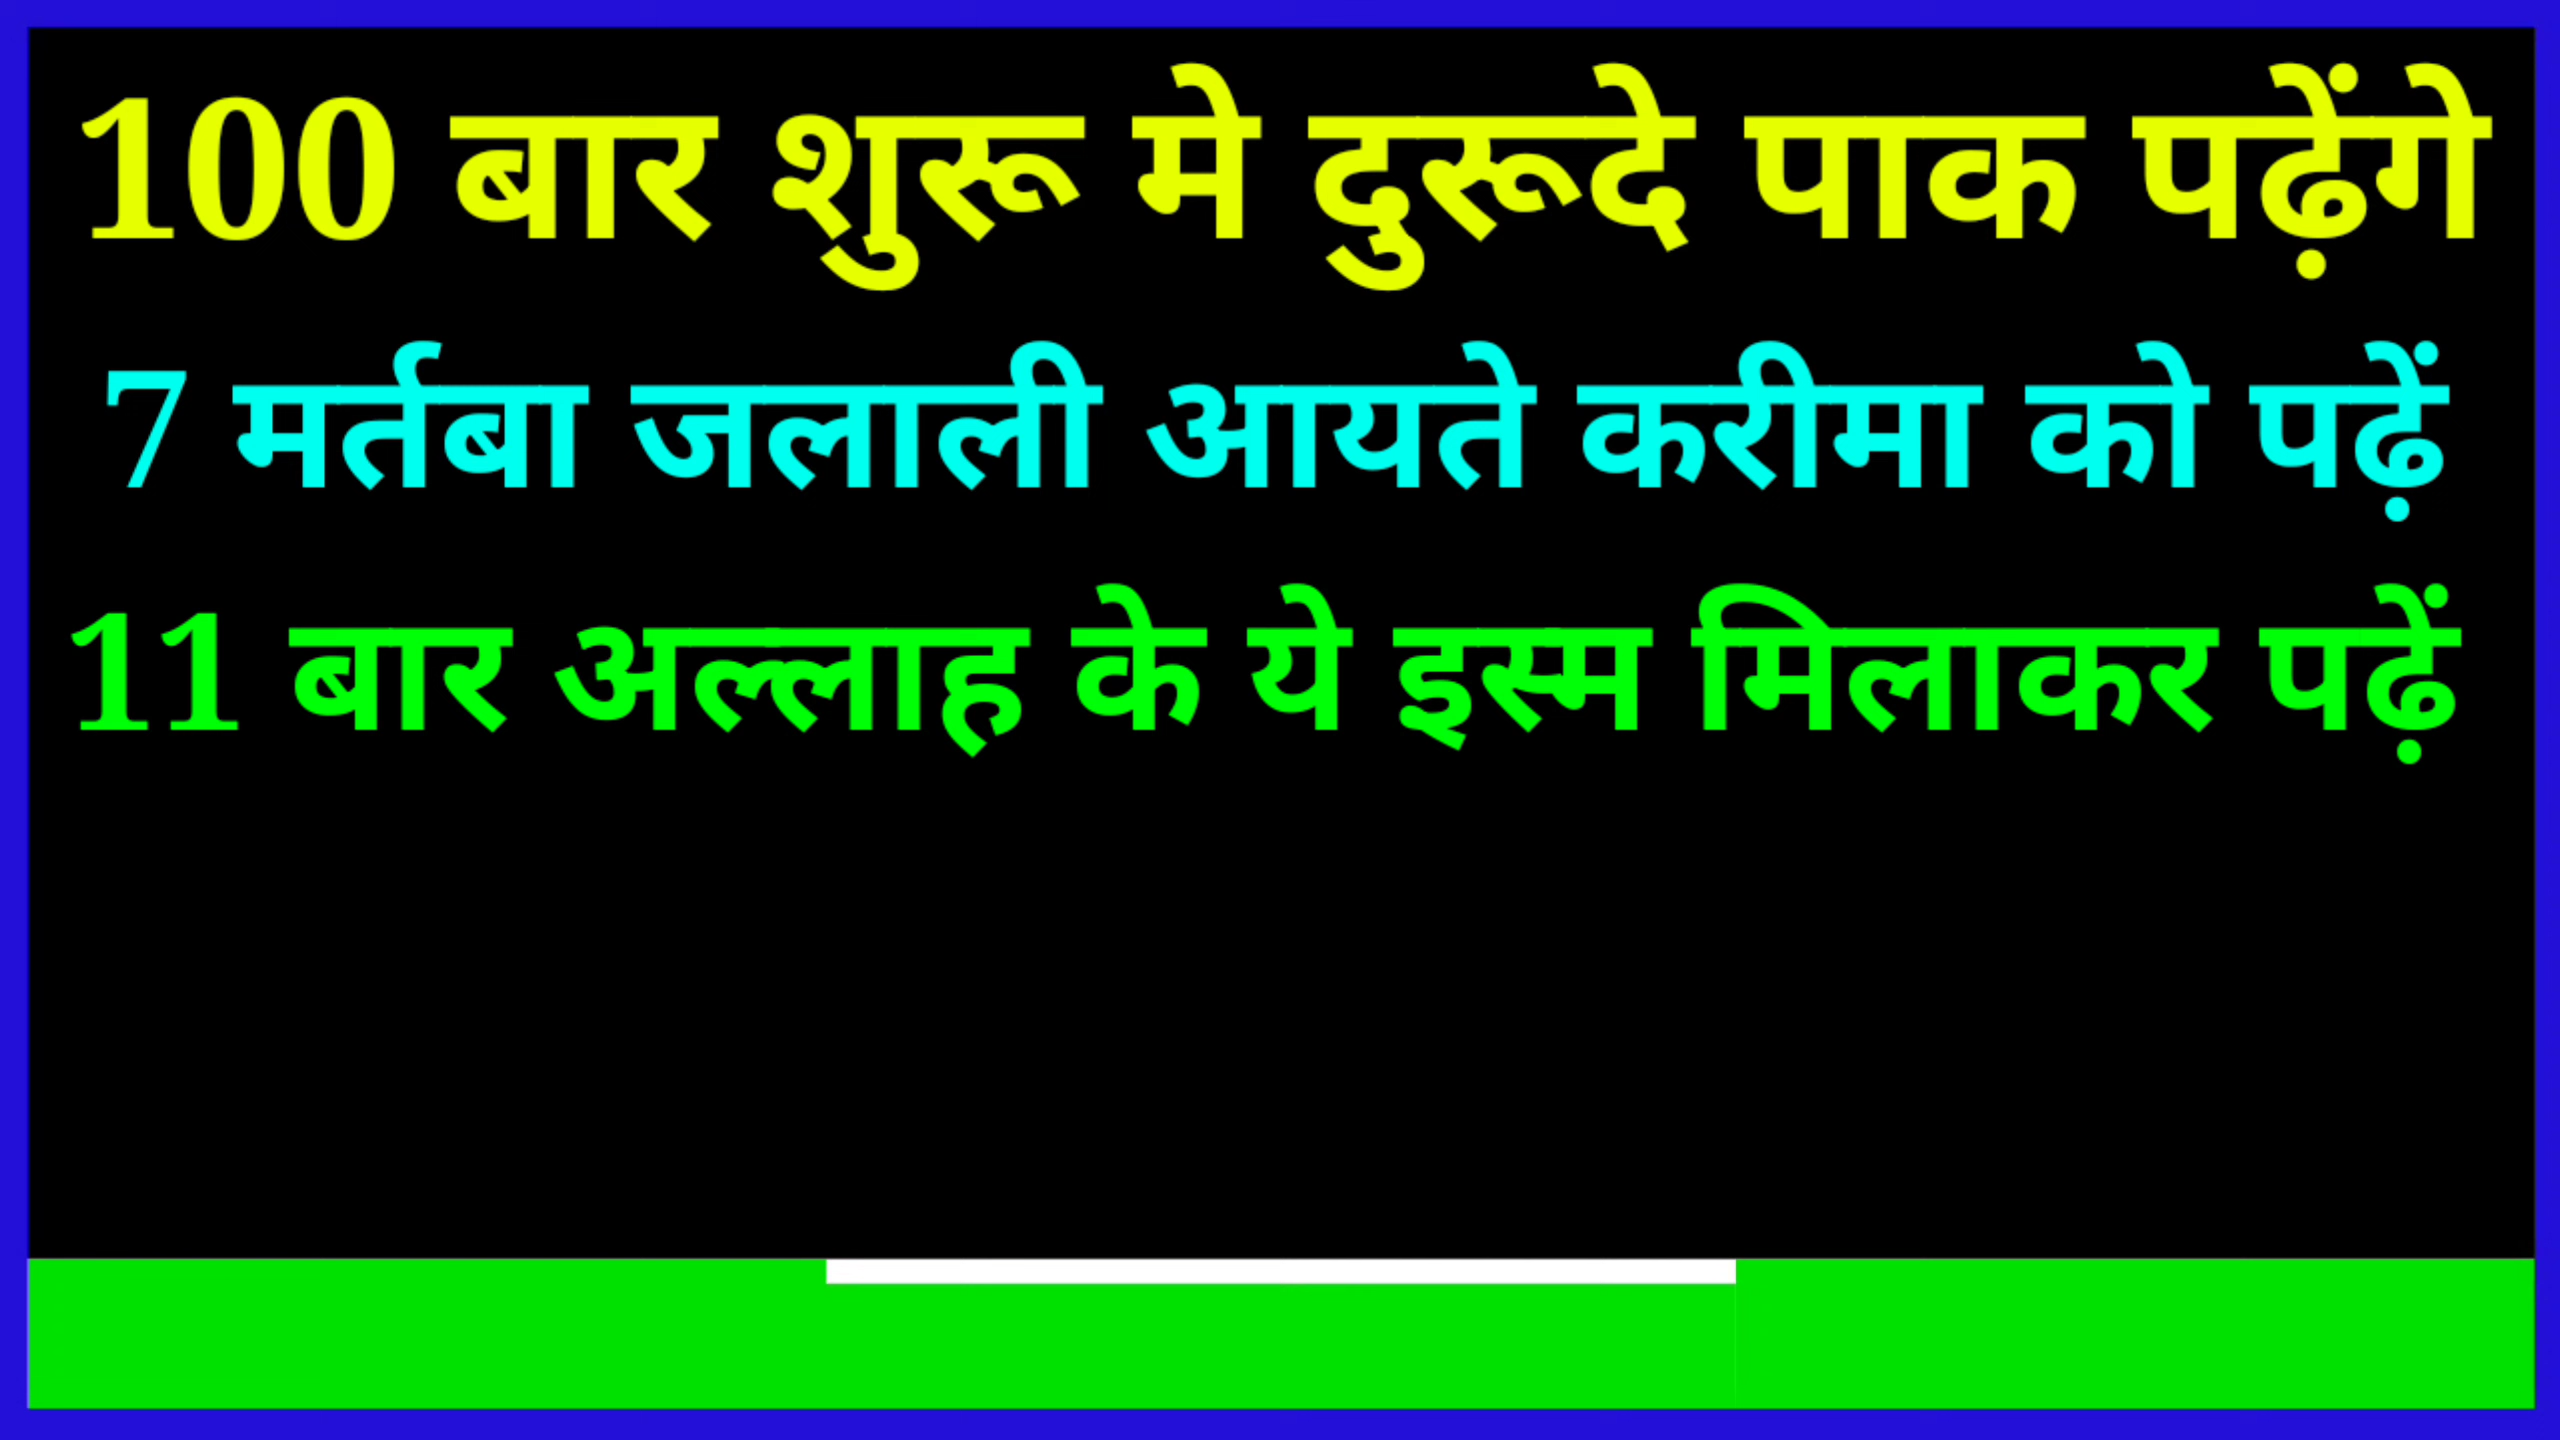 100 बार शुरू मे दुरूदे पाक पढ़ेंगे
7 मर्तबा जलाली आयते करीमा को पढ़ें
11 बार अल्लाह के ये इस्म मिलाकर पढ़ें